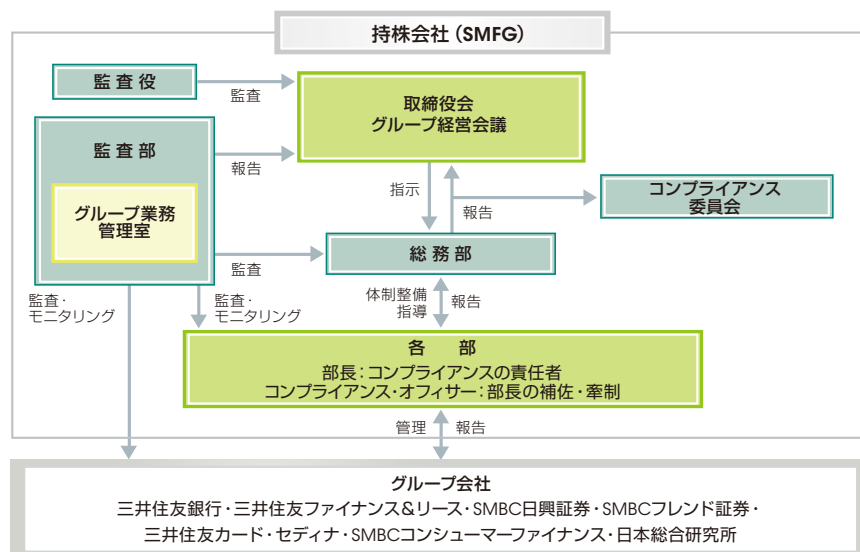 持株会社（SMFG）
監査役
監査
取締役会
グループ経営会議
監査部
報告
グループ業務
管理室
指示
報告
コンプライアンス
委員会
総務部
監査
監査・
モニタリング
監査・
モニタリング
体制整備
指導
報告
各部
部長：コンプライアンスの責任者
コンプライアンス・オフィサー：部長の補佐・牽制
管理
報告
グループ会社
三井住友銀行・三井住友ファイナンス&リース・SMBC日興証券・SMBCフレンド証券・
三井住友カード・セディナ・SMBCコンシューマーファイナンス・日本総合研究所